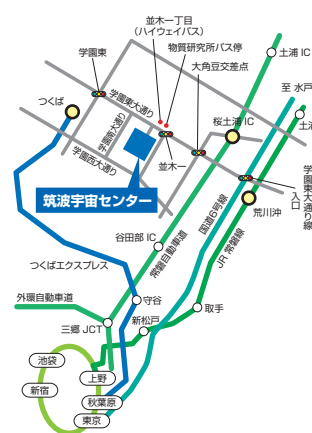 並木一丁目
(ハイウェイバス)
物質研究所バス停
大角豆交差点
土浦 IC
至 水戸
学園東
学園東大通り
つくば
学園南大通り
学園西大通り
桜土浦 IC
土浦
並木一
筑波宇宙センター
学園東大通り線
入口
荒川沖
谷田部 IC
常磐自動車道
国道6号線
JR 常磐線
つくばエクスプレス
外環自動車道
守谷
取手
新松戸
三郷 JCT
池袋
上野
新宿
秋葉原
東京